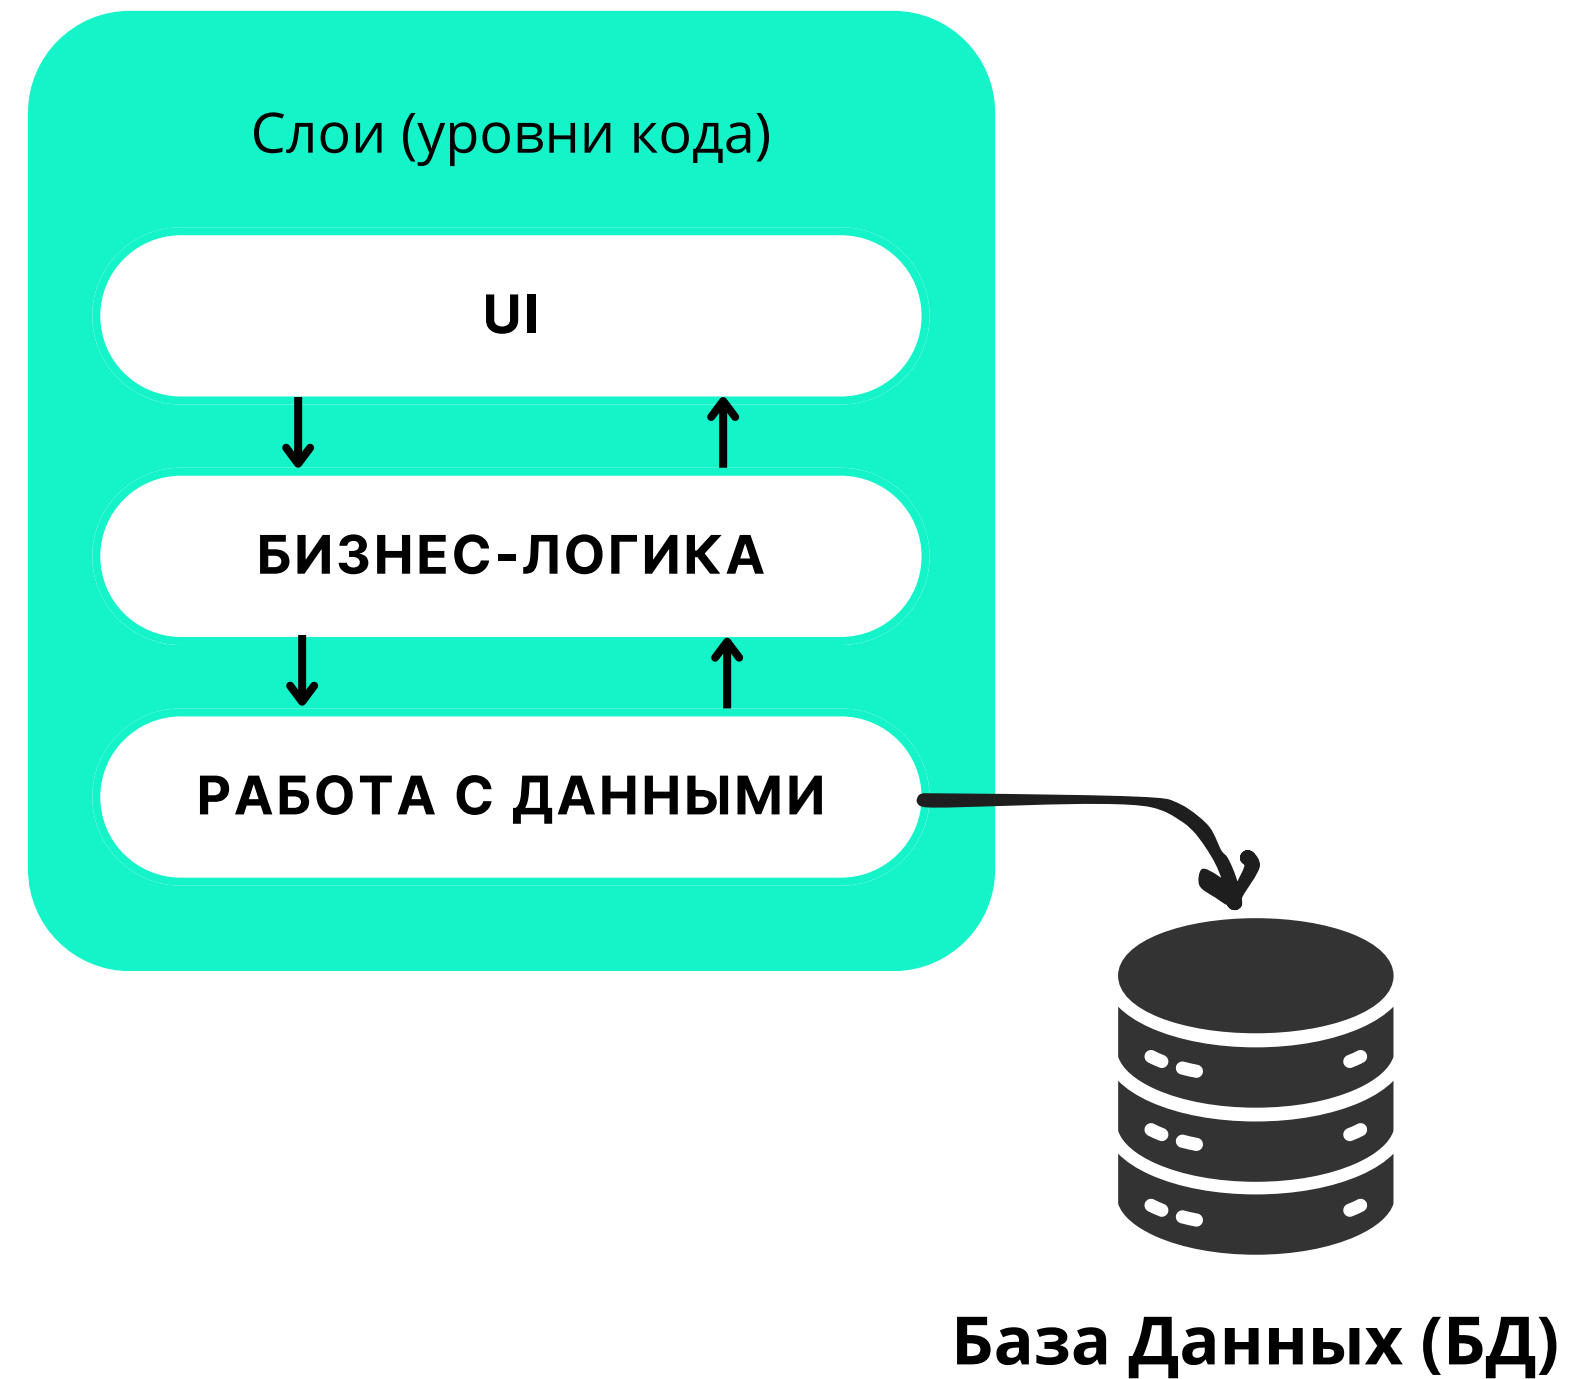 Слои (уровни кода)
UI
БИЗНЕС-ЛОГИКА
РАБОТА С ДАННЫМИ
База Данных (БД)